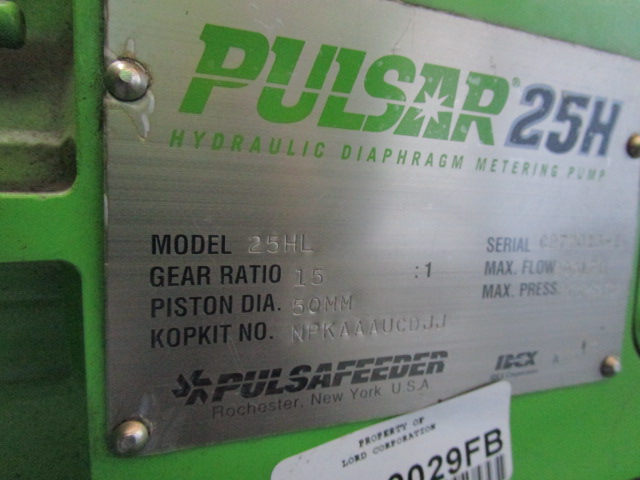 PULSAR® 25H
HYDRAULIC DIAPHRAGM METERING PUMP
MODEL 25HL
GEAR RATIO 15 :1
PISTON DIA. 50MM
KOPKIT NO. NPKAAAUCDJJ
SERIAL
MAX. FLOW
MAX. PRESS.
PULSAFEEDER
Rochester, New York U.S.A.
IDEX
PROPERTY OF
LORD CORPORATION
0029FB